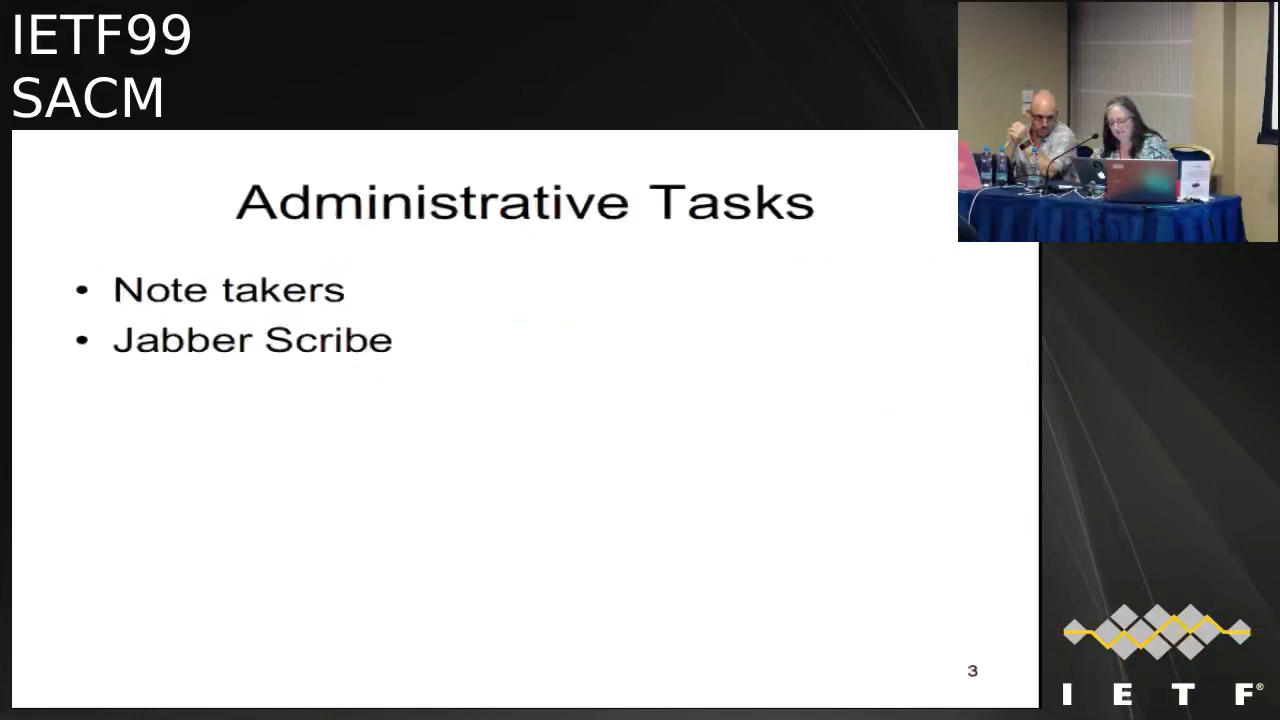 IETF99
SACM
Administrative Tasks
• Note takers
• Jabber Scribe
3
I E T F®